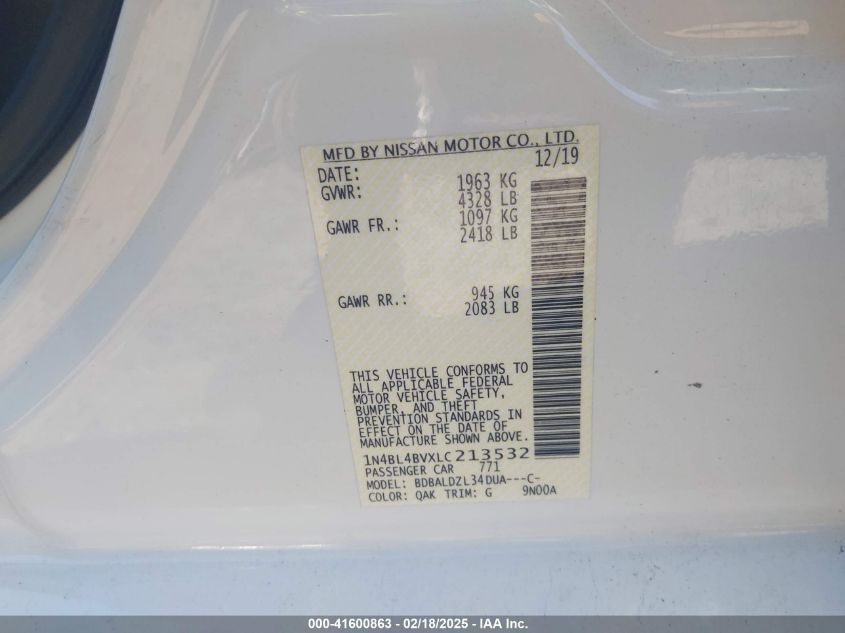 MFD BY NISSAN MOTOR CO., LTD.
DATE: 12/19
GVWR: 1963 KG
4328 LB
GAWR FR.: 1097 KG
2418 LB
GAWR RR.: 945 KG
2083 LB
THIS VEHICLE CONFORMS TO
ALL APPLICABLE FEDERAL
MOTOR VEHICLE SAFETY,
BUMPER, AND THEFT
PREVENTION STANDARDS IN
EFFECT ON THE DATE OF
MANUFACTURE SHOWN ABOVE.
1N4BL4BVXLC213532
PASSENGER CAR 771
MODEL: BDBALDZL34DUA---C-
COLOR: QAK TRIM: G 9N00A
000-41600863 - 02/18/2025 - IAA Inc.